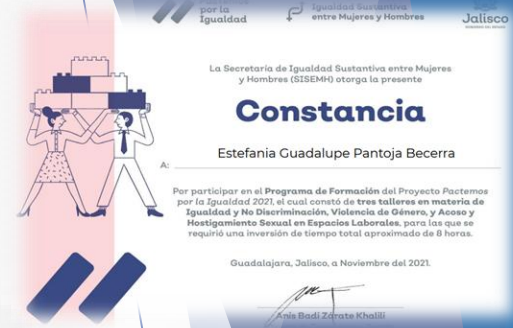 por la
Igualdad
Igualdad Sustantiva
entre Mujeres y Hombres
Jalisco
La Secretaría de Igualdad Sustantiva entre Mujeres
y Hombres (SISEMH) otorga la presente
Constancia
Estefania Guadalupe Pantoja Becerra
A:
Por participar en el Programa de Formación del Proyecto Pactemos
por la Igualdad 2021, el cual constó de tres talleres en materia de
Igualdad y No Discriminación, Violencia de Género, y Acoso y
Hostigamiento Sexual en Espacios Laborales, para las que se
requirió una inversión de tiempo total aproximado de 8 horas.
Guadalajara, Jalisco, a Noviembre del 2021.
Anis Badi Zárate Khalili